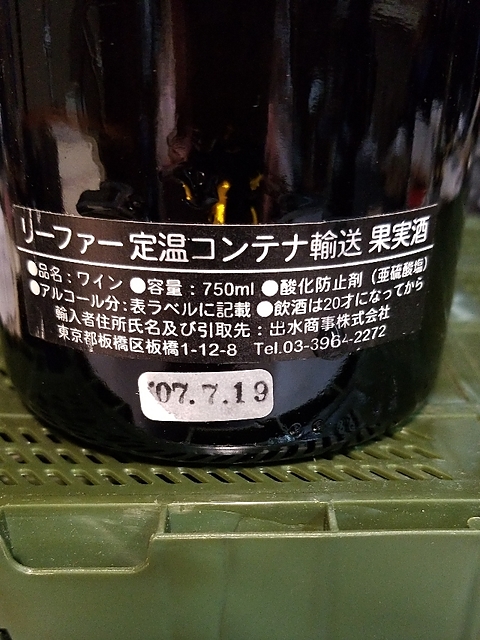 リーファー 定温コンテナ輸送 果実酒
●品名：ワイン ●容量：750ml ●酸化防止剤（亜硫酸塩）
●アルコール分：表ラベルに記載 ●飲酒は20才になってから
輸入者住所氏名及び引取先：出水商事株式会社
東京都板橋区板橋1-12-8 Tel.03-3964-2272
'07.7.19